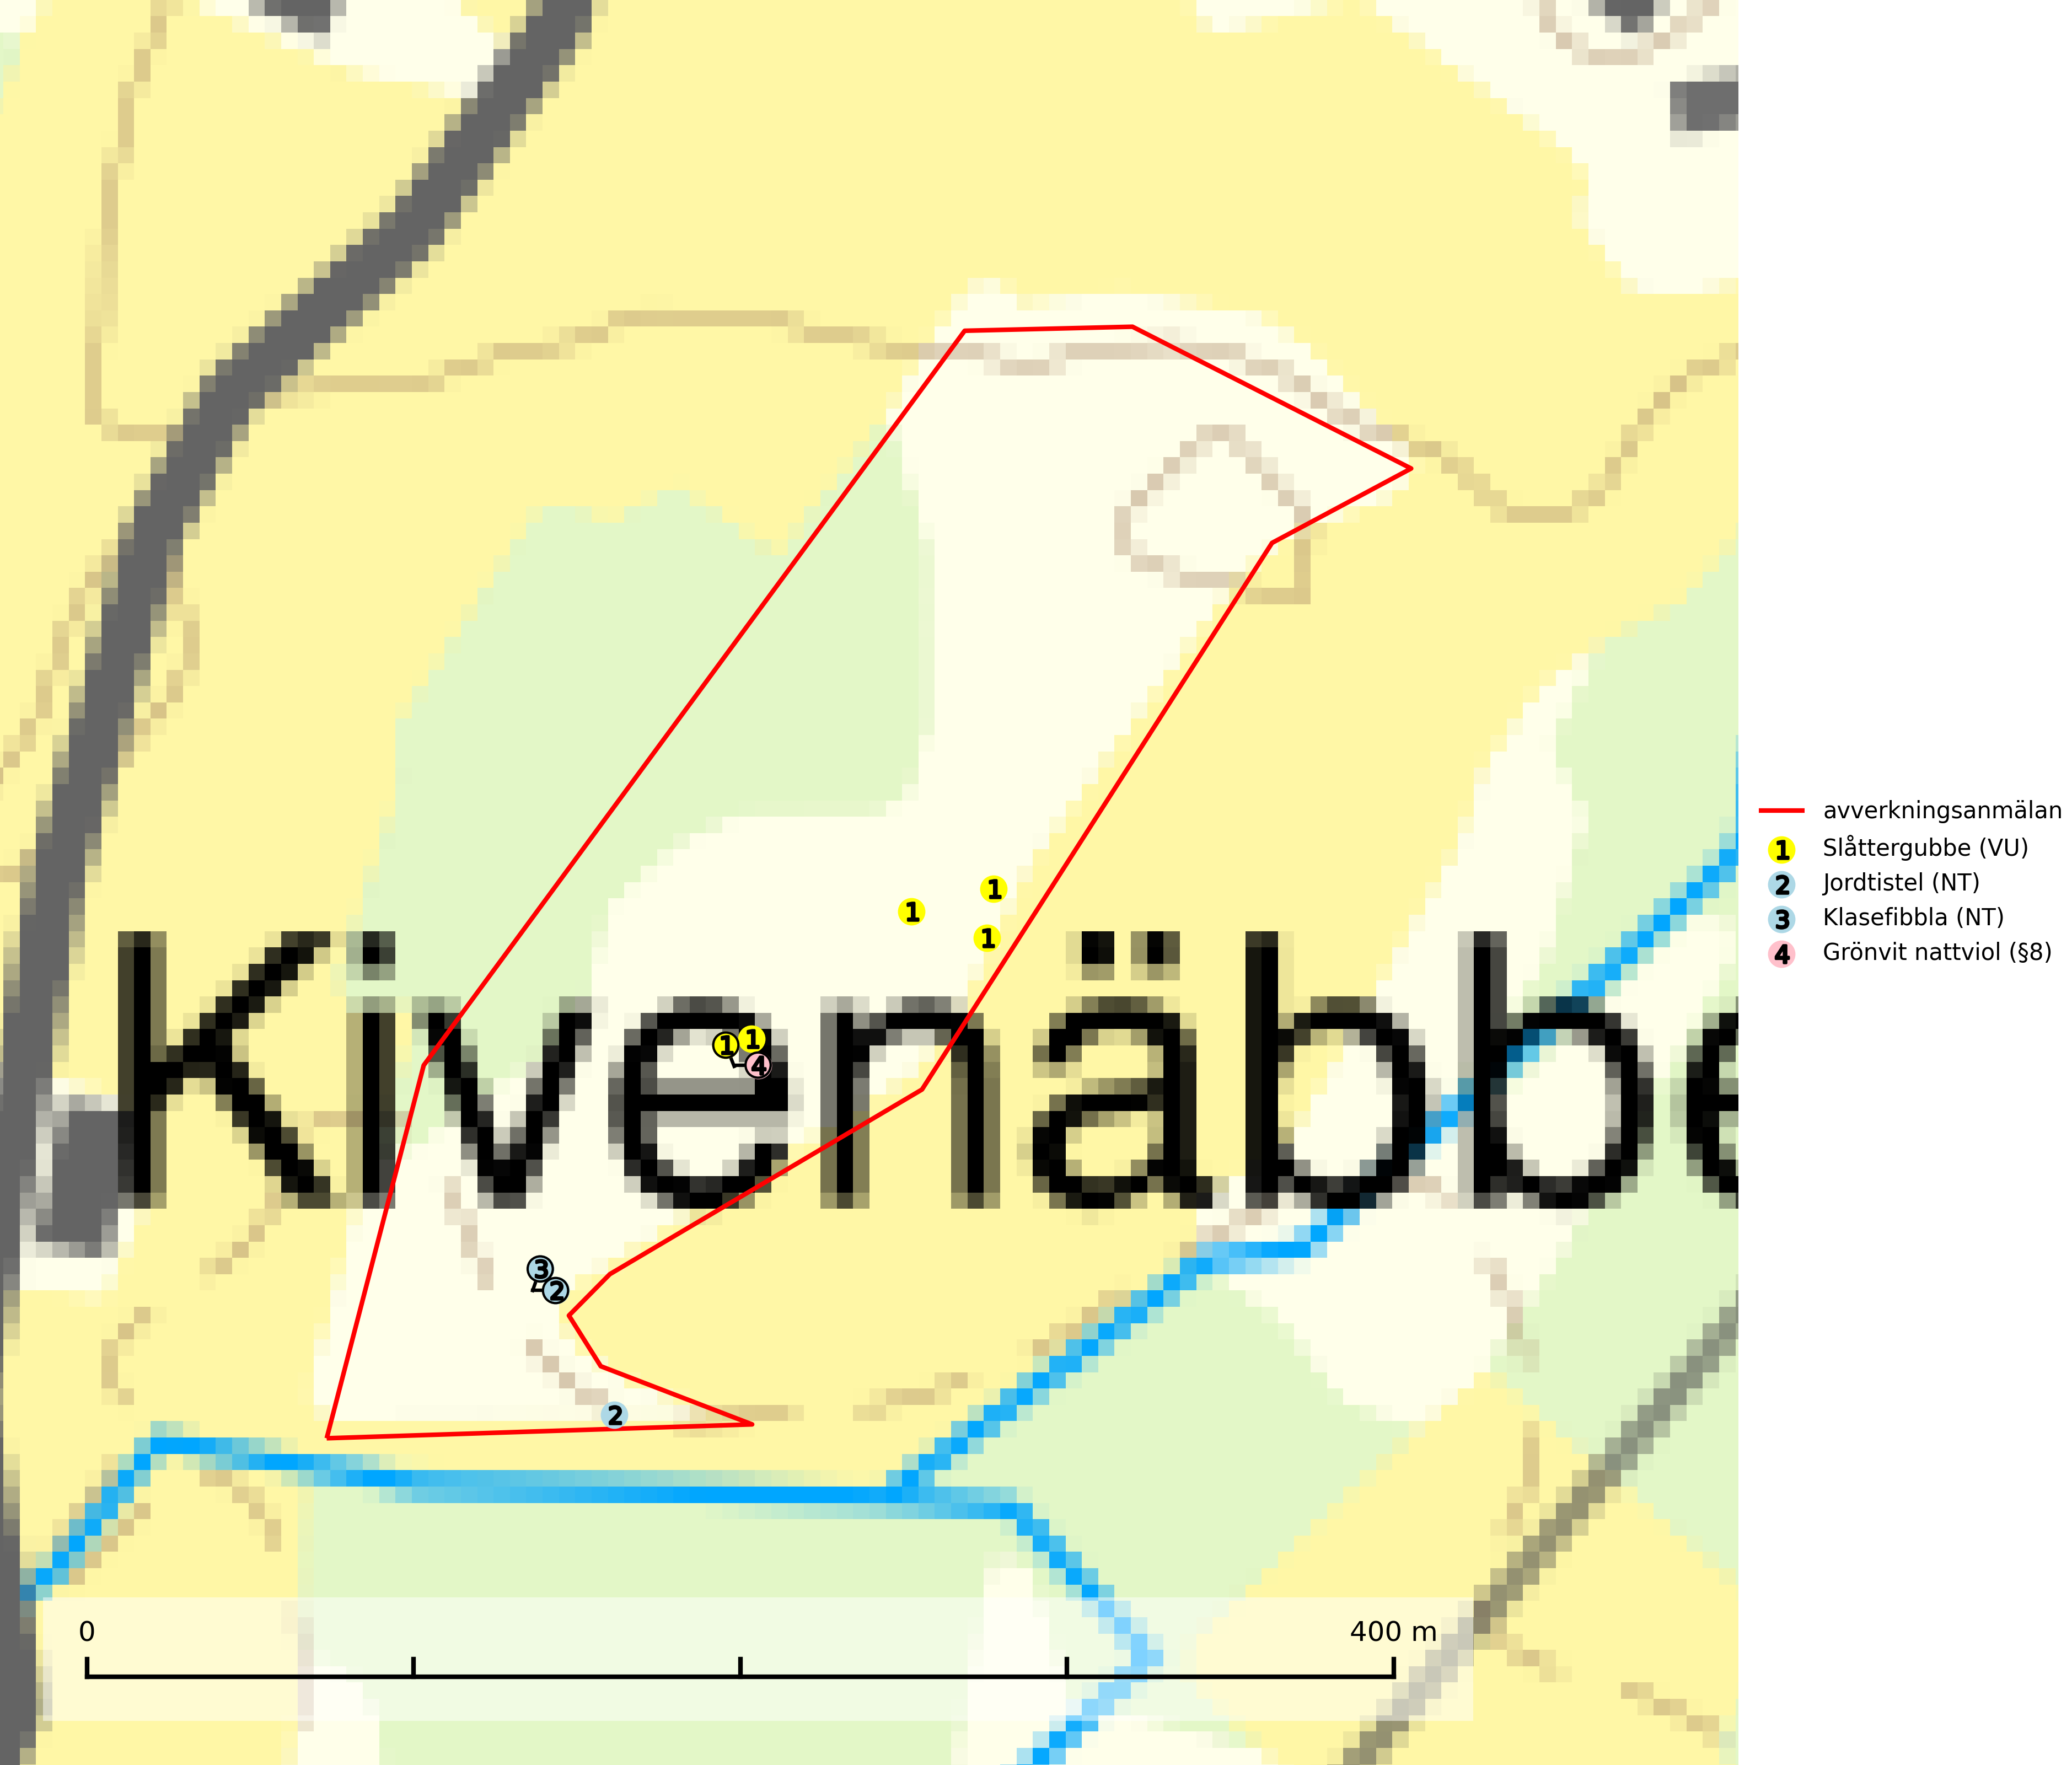 avverkningsanmälan
1 Slåttergubbe (VU)
2 Jordtistel (NT)
3 Klasefibbla (NT)
4 Grönvit nattviol (§8)
1
1
1
Kivenäbbe
1 1
4
3
2
2
0 400 m